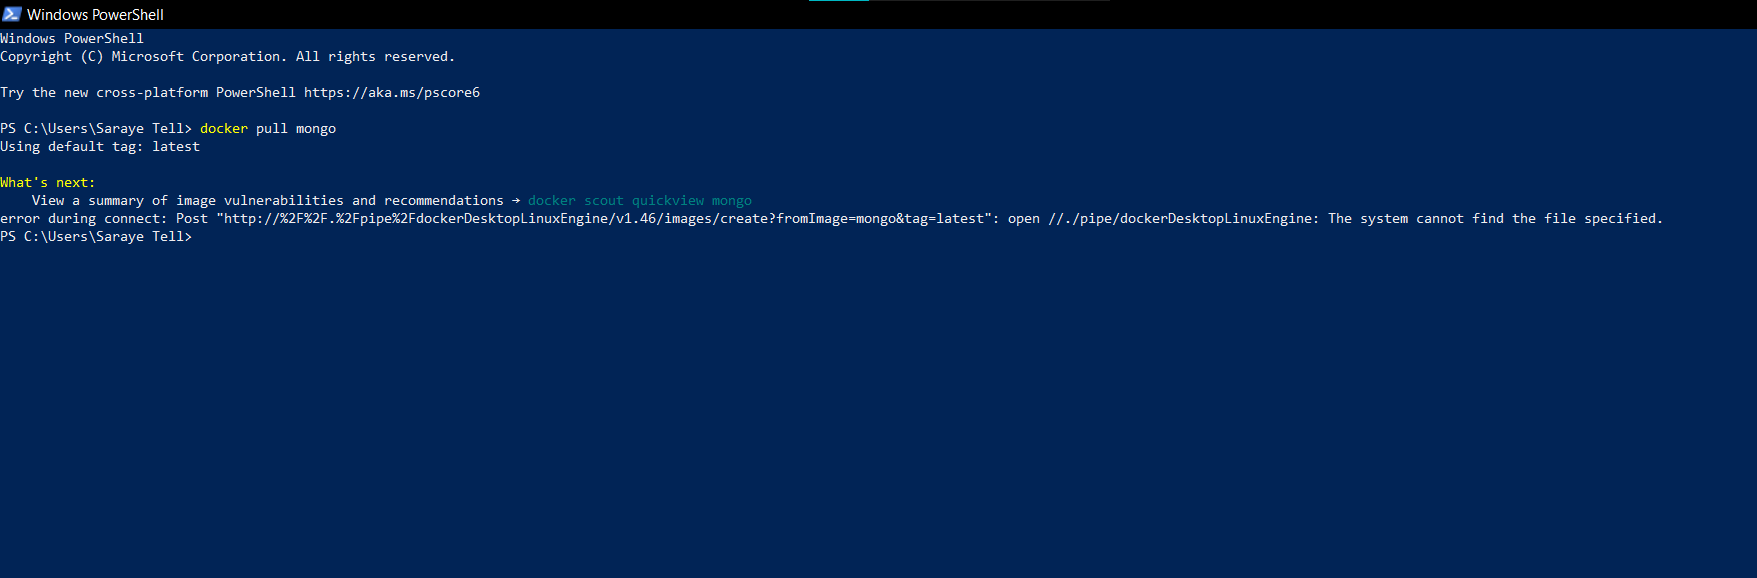 Windows PowerShell
Windows PowerShell
Copyright (C) Microsoft Corporation. All rights reserved.
Try the new cross-platform PowerShell https://aka.ms/pscore6
PS C:\Users\Saraye Tell> docker pull mongo
Using default tag: latest
What's next:
    View a summary of image vulnerabilities and recommendations → docker scout quickview mongo
error during connect: Post "http://%2F%2F.%2Fpipe%2FdockerDesktopLinuxEngine/v1.46/images/create?fromImage=mongo&tag=latest": open //./pipe/dockerDesktopLinuxEngine: The system cannot find the file specified.
PS C:\Users\Saraye Tell>